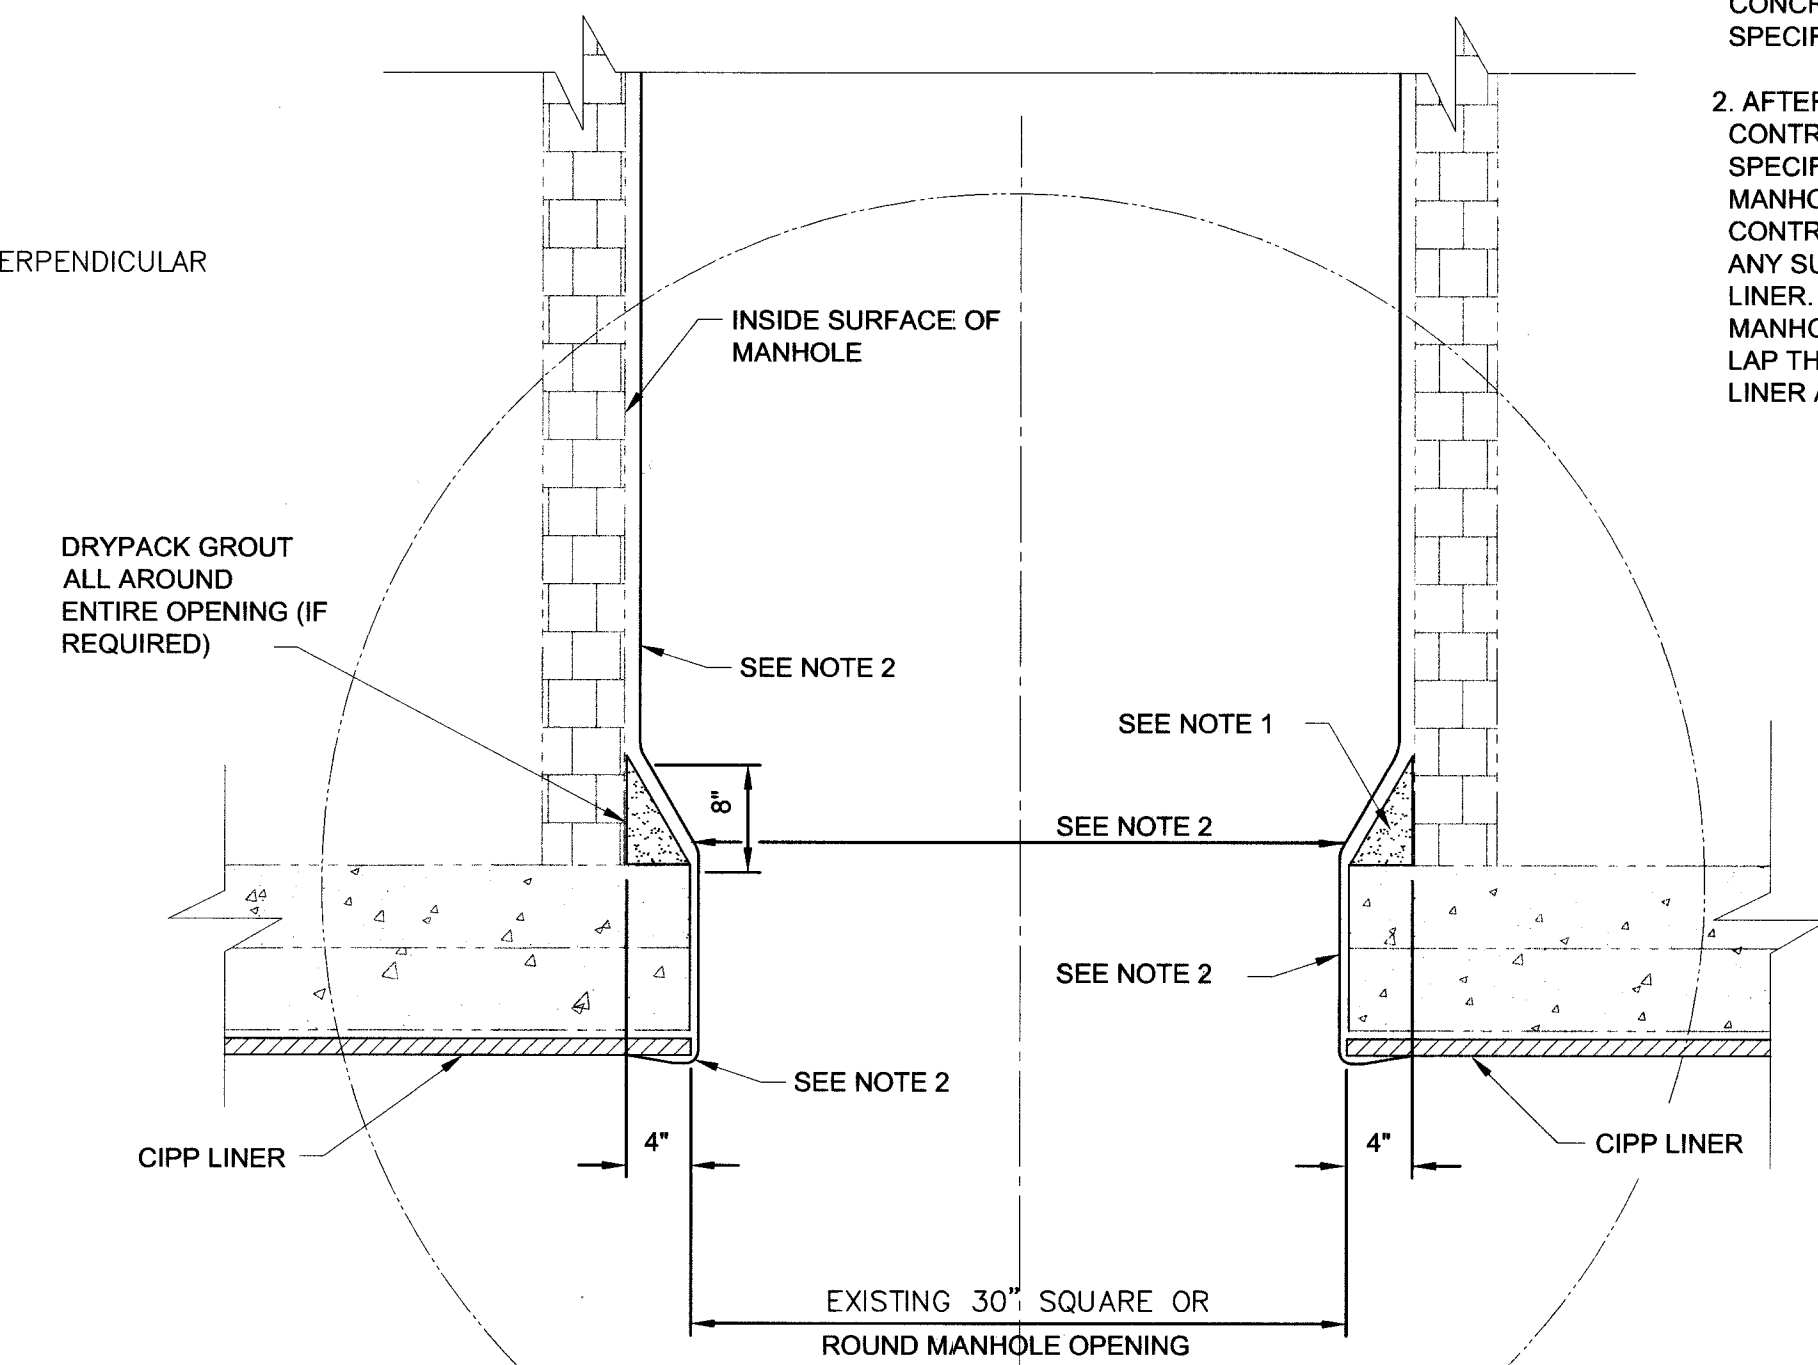 CONCR
SPECIF
2. AFTER
CONTR
SPECIF
MANHO
CONTR
ANY SU
LINER.
MANHO
LAP TH
LINER A
ERPENDICULAR
INSIDE SURFACE OF
MANHOLE
DRYPACK GROUT
ALL AROUND
ENTIRE OPENING (IF
REQUIRED)
SEE NOTE 2
SEE NOTE 1
8"
SEE NOTE 2
SEE NOTE 2
SEE NOTE 2
4"
4"
CIPP LINER
CIPP LINER
EXISTING 30" SQUARE OR
ROUND MANHOLE OPENING